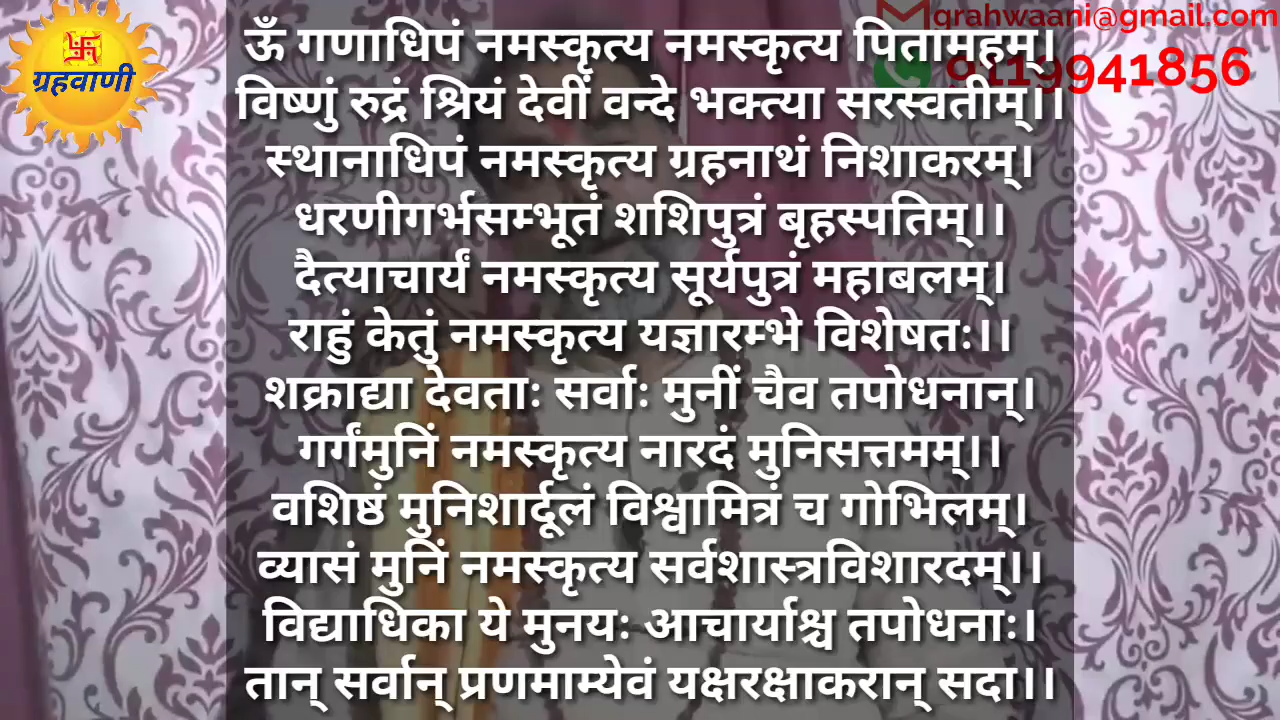 ग्रहवाणी
grahwaani@gmail.com
9119941856
ऊँ गणाधिपं नमस्कृत्य नमस्कृत्य पितामहम्।
विष्णुं रुद्रं श्रियं देवीं वन्दे भक्त्या सरस्वतीम्।।
स्थानाधिपं नमस्कृत्य ग्रहनाथं निशाकरम्।
धरणीगर्भसम्भूतं शशिपुत्रं बृहस्पतिम्।।
दैत्याचार्यं नमस्कृत्य सूर्यपुत्रं महाबलम्।
राहुं केतुं नमस्कृत्य यज्ञारम्भे विशेषतः।।
शक्राद्या देवताः सर्वाः मुनीं चैव तपोधनान्।
गर्गंमुनिं नमस्कृत्य नारदं मुनिसत्तमम्।।
वशिष्ठं मुनिशार्दूलं विश्वामित्रं च गोभिलम्।
व्यासं मुनिं नमस्कृत्य सर्वशास्त्रविशारदम्।।
विद्याधिका ये मुनयः आचार्याश्च तपोधनाः।
तान् सर्वान् प्रणमाम्येवं यक्षरक्षाकरान् सदा।।